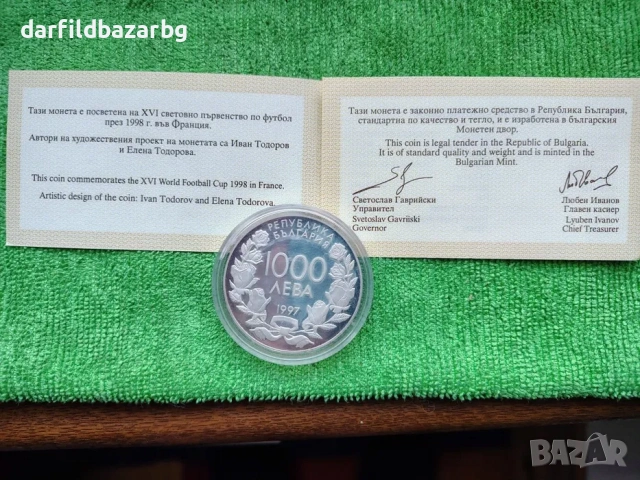 darfildbazarbg
Тази монета е посветена на XVI световно първенство по футбол
през 1998 г. във Франция.
Автори на художествения проект на монетата са Иван Тодоров
и Елена Тодорова.
This coin commemorates the XVI World Football Cup 1998 in France.
Artistic design of the coin: Ivan Todorov and Elena Todorova.
Тази монета е законно платежно средство в Република България,
стандартна по качество и тегло, и е изработена в българския
Монетен двор.
This coin is legal tender in the Republic of Bulgaria.
It is of standard quality and weight and is minted in the
Bulgarian Mint.
Светослав Гаврийски
Управител
Svetoslav Gavriiski
Governor
Любен Иванов
Главен касиер
Lyuben Ivanov
Chief Treasurer
РЕПУБЛИКА
БЪЛГАРИЯ
1000
ЛЕВА
1997
BAZAR
bg